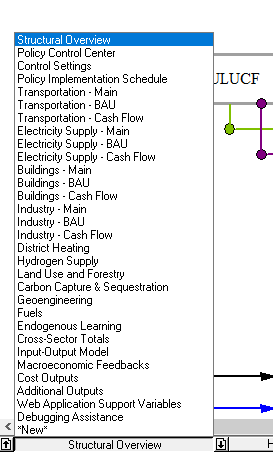 Structural Overview
Policy Control Center
Control Settings
Policy Implementation Schedule
Transportation - Main
Transportation - BAU
Transportation - Cash Flow
Electricity Supply - Main
Electricity Supply - BAU
Electricity Supply - Cash Flow
Buildings - Main
Buildings - BAU
Buildings - Cash Flow
Industry - Main
Industry - BAU
Industry - Cash Flow
District Heating
Hydrogen Supply
Land Use and Forestry
Carbon Capture & Sequestration
Geoengineering
Fuels
Endogenous Learning
Cross-Sector Totals
Input-Output Model
Macroeconomic Feedbacks
Cost Outputs
Additional Outputs
Web Application Support Variables
Debugging Assistance
*New*
ULUCF
Structural Overview
H